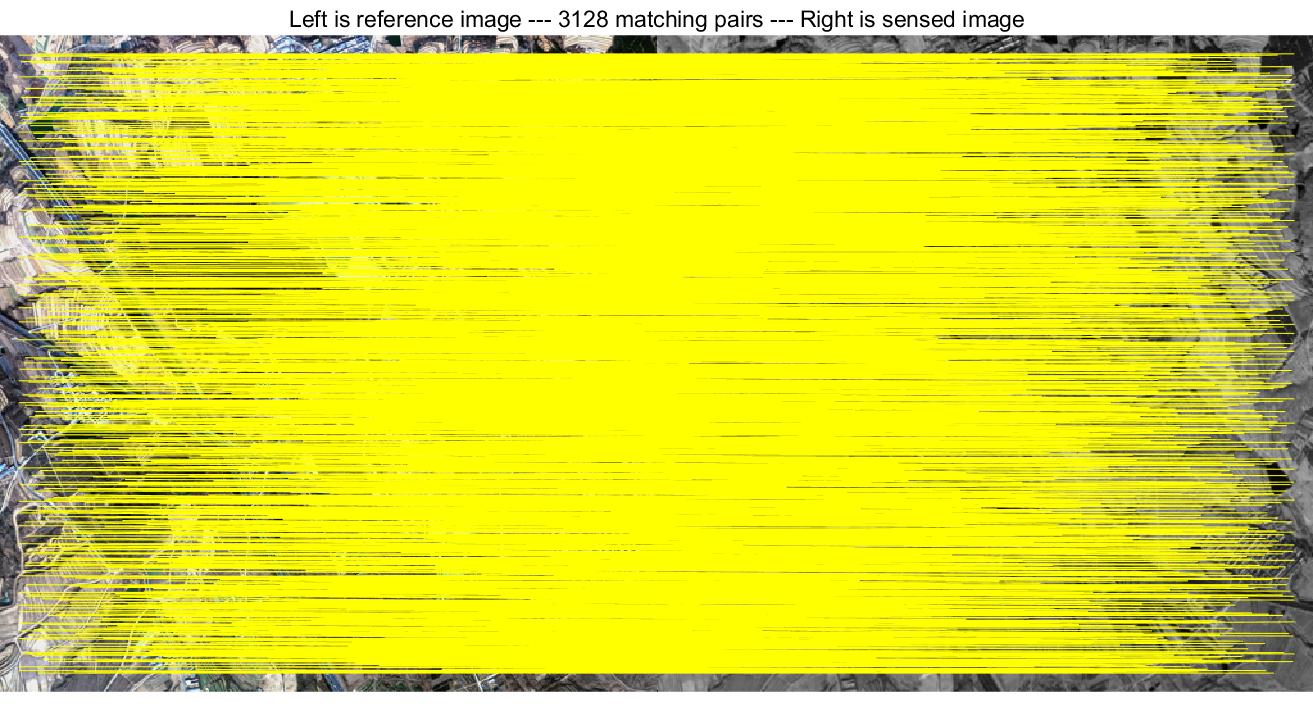 Left is reference image --- 3128 matching pairs --- Right is sensed image